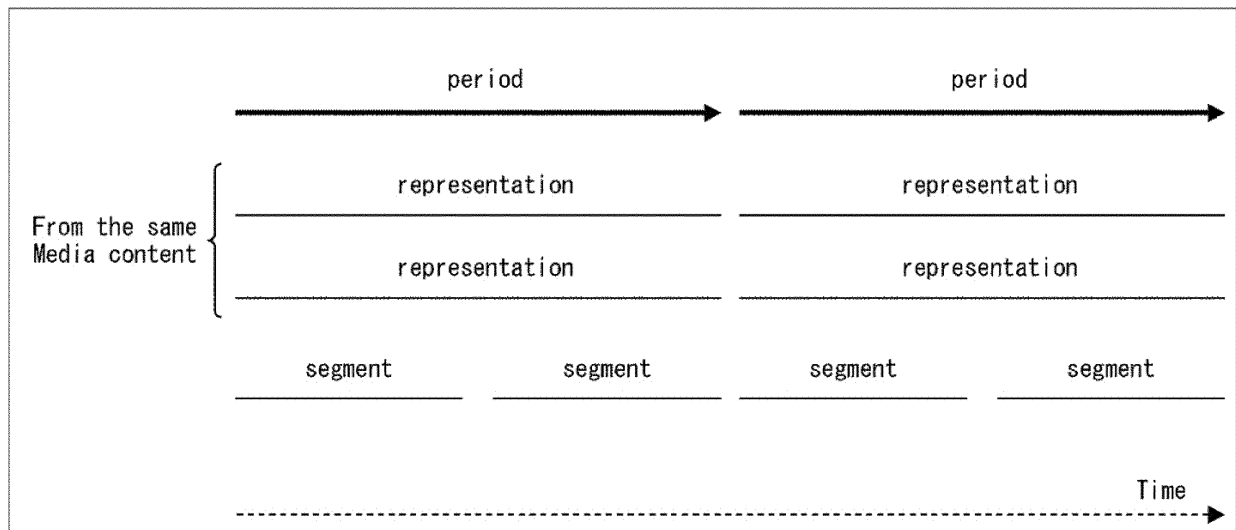 period period
representation representation
From the same
Media content
representation representation
segment segment segment segment
Time